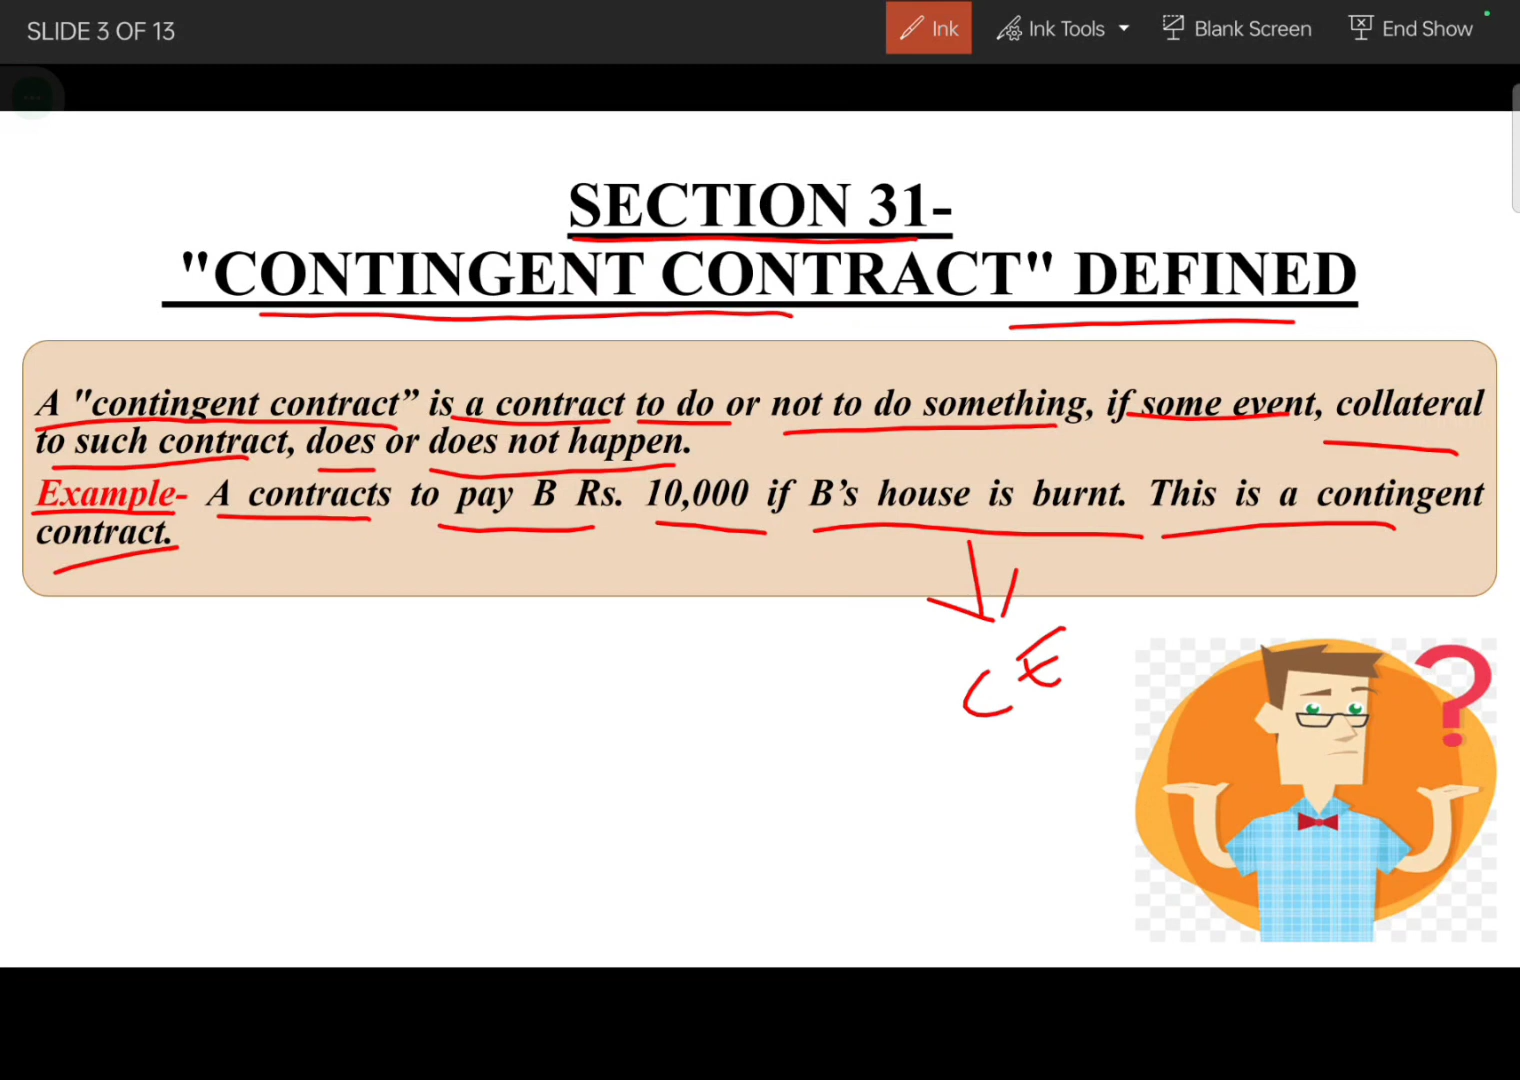 SLIDE 3 OF 13
Ink
Ink Tools
Blank Screen
End Show
SECTION 31-
"CONTINGENT CONTRACT" DEFINED
A "contingent contract” is a contract to do or not to do something, if some event, collateral
to such contract, does or does not happen.
Example- A contracts to pay B Rs. 10,000 if B’s house is burnt. This is a contingent
contract.
CE
?